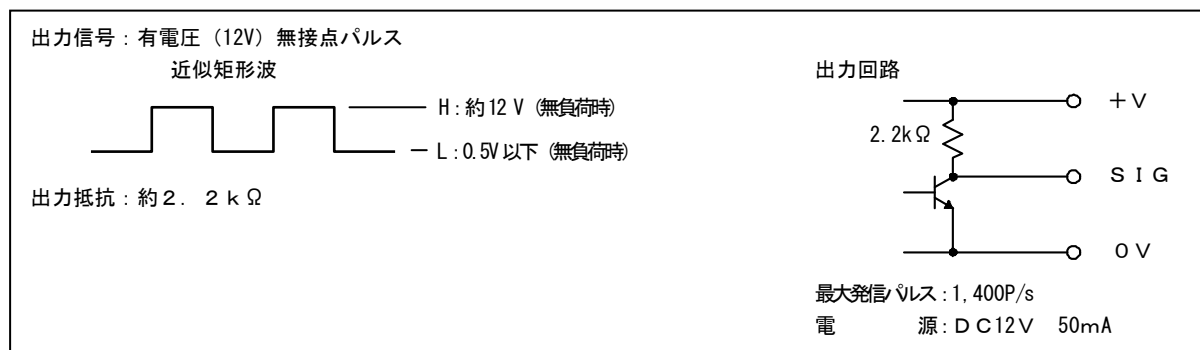 出力信号：有電圧（12V）無接点パルス
近似矩形波
H：約12 V（無負荷時）
L：0.5V以下（無負荷時）
出力抵抗：約２．２ｋΩ
出力回路
＋Ｖ
2.2kΩ
ＳＩＧ
０Ｖ
最大発信パルス：1,400P/s
電　　　源：ＤＣ12Ｖ　50mA